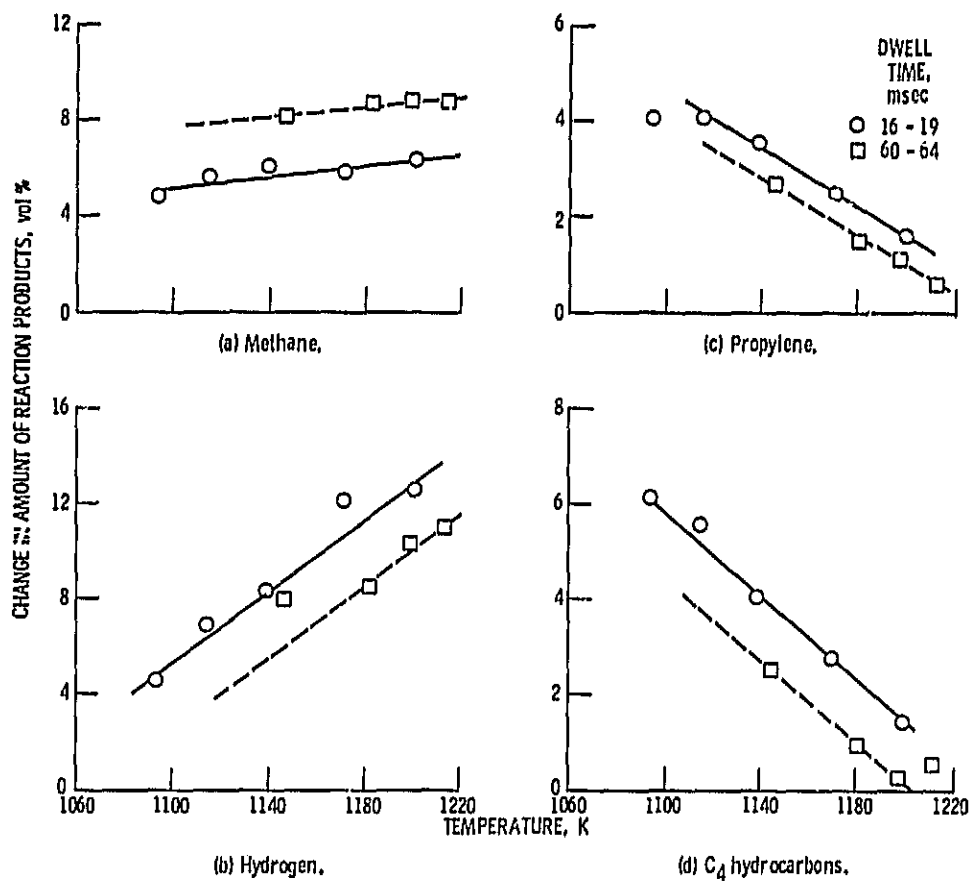 CHANGE IN AMOUNT OF REACTION PRODUCTS, vol %
12
8
4
0
(a) Methane.
6
4
2
0
DWELL
TIME,
msec
16 - 19
60 - 64
(c) Propylene.
16
12
8
4
0
1060 1100 1140 1180 1220
(b) Hydrogen.
8
6
4
2
0
1060 1100 1140 1180 1220
TEMPERATURE, K
(d) C4 hydrocarbons.